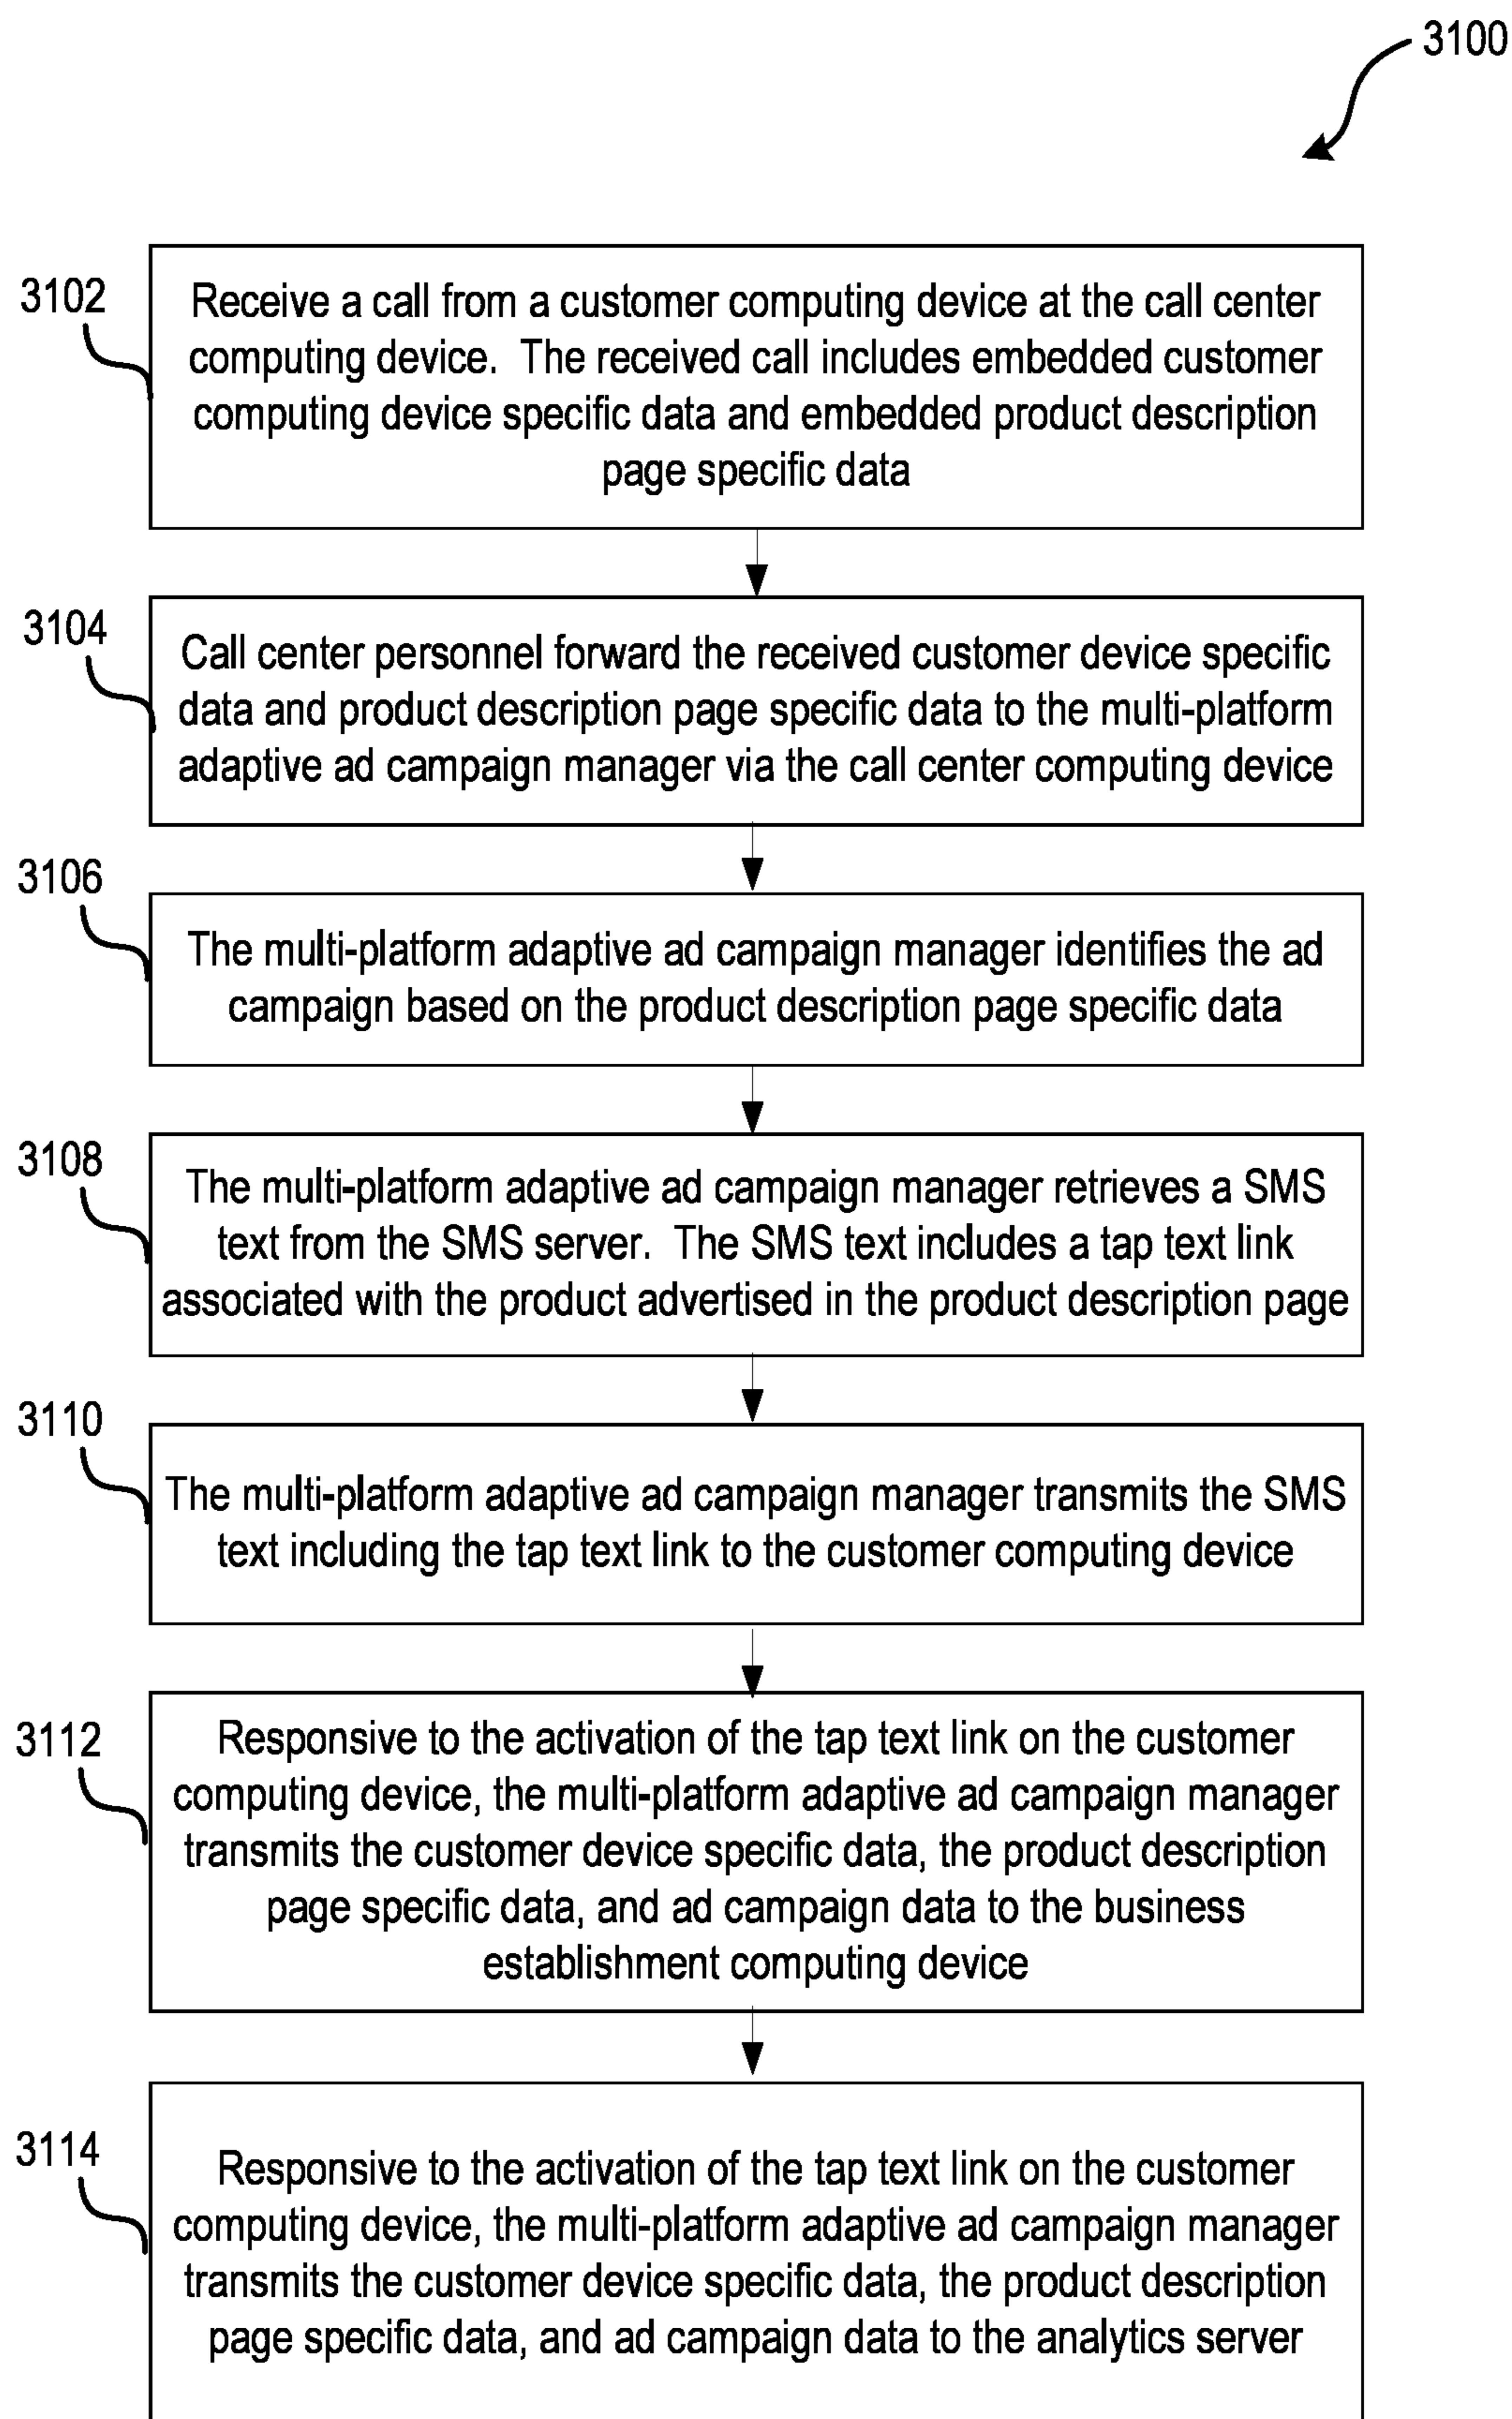 3100
3102
Receive a call from a customer computing device at the call center
computing device. The received call includes embedded customer
computing device specific data and embedded product description
page specific data
3104
Call center personnel forward the received customer device specific
data and product description page specific data to the multi-platform
adaptive ad campaign manager via the call center computing device
3106
The multi-platform adaptive ad campaign manager identifies the ad
campaign based on the product description page specific data
3108
The multi-platform adaptive ad campaign manager retrieves a SMS
text from the SMS server. The SMS text includes a tap text link
associated with the product advertised in the product description page
3110
The multi-platform adaptive ad campaign manager transmits the SMS
text including the tap text link to the customer computing device
3112
Responsive to the activation of the tap text link on the customer
computing device, the multi-platform adaptive ad campaign manager
transmits the customer device specific data, the product description
page specific data, and ad campaign data to the business
establishment computing device
3114
Responsive to the activation of the tap text link on the customer
computing device, the multi-platform adaptive ad campaign manager
transmits the customer device specific data, the product description
page specific data, and ad campaign data to the analytics server